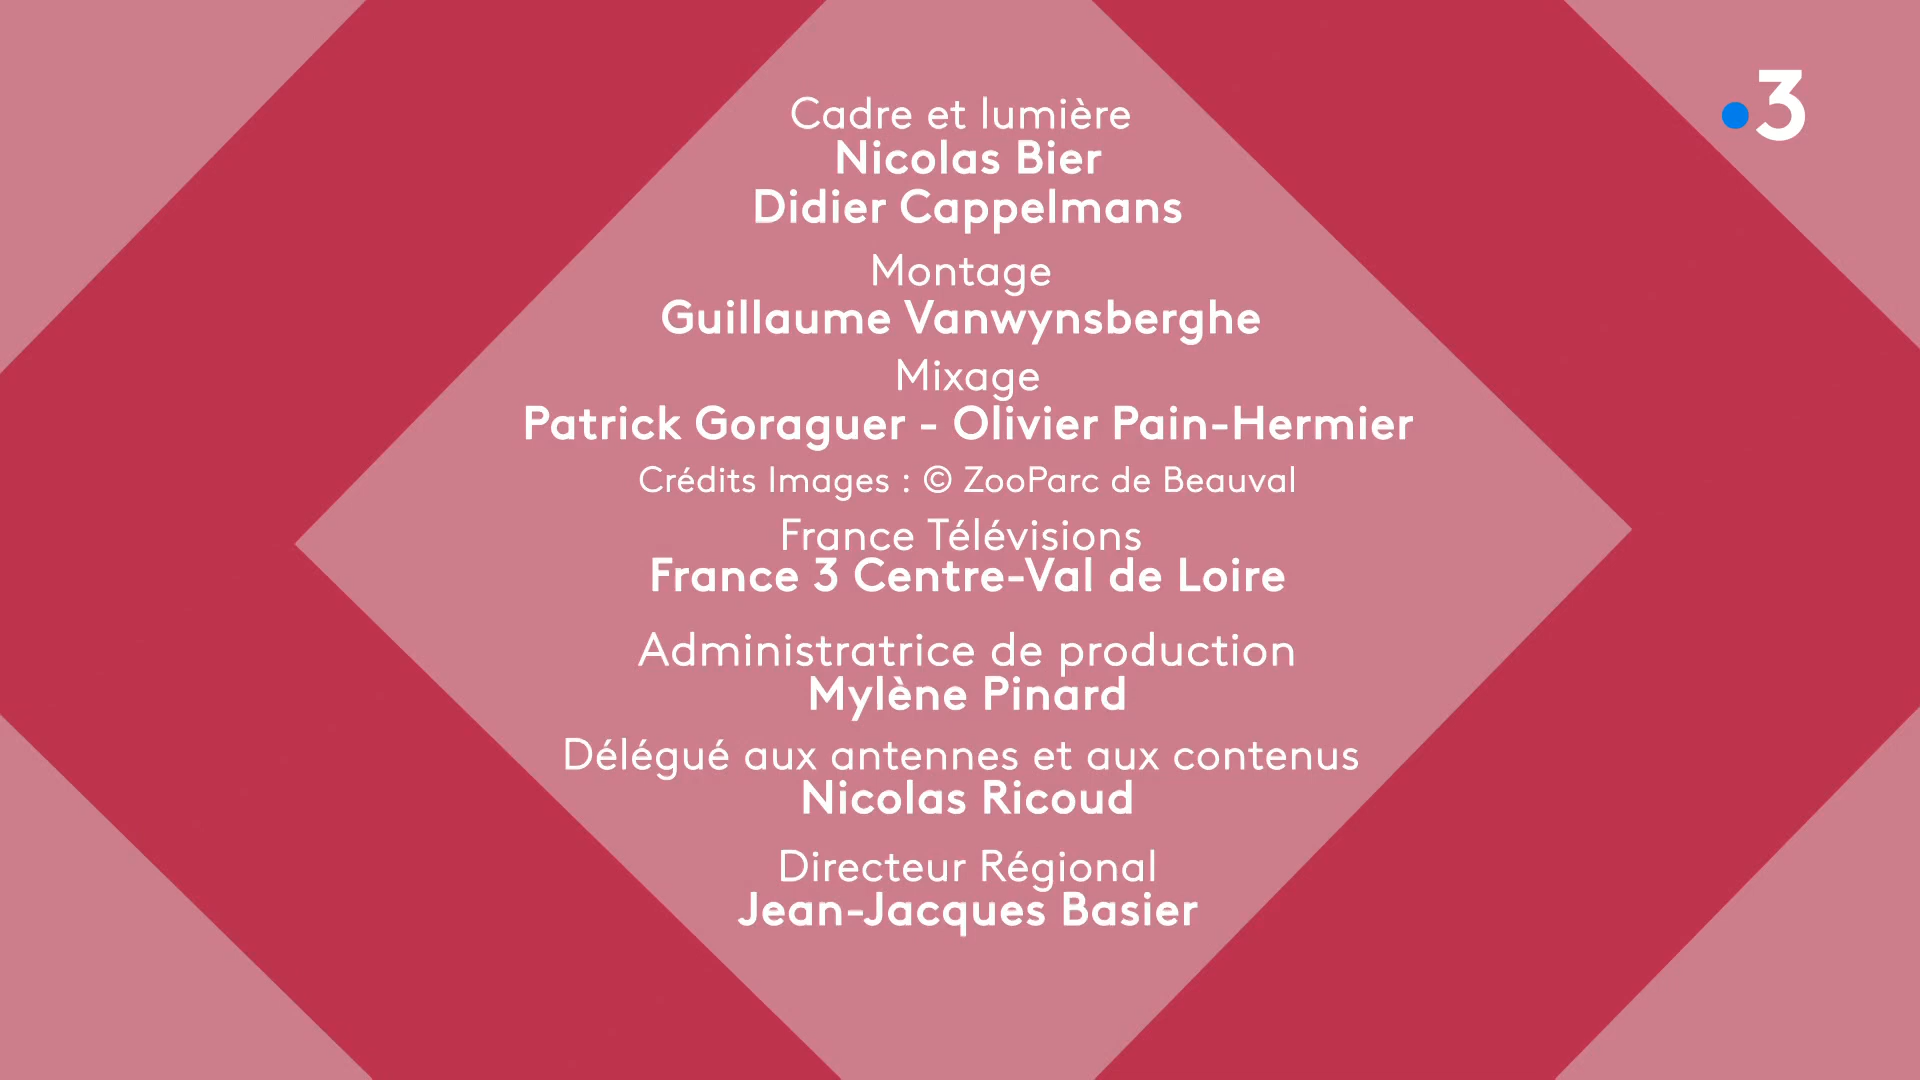 3
Cadre et lumière
Nicolas Bier
Didier Cappelmans
Montage
Guillaume Vanwynsberghe
Mixage
Patrick Goraguer - Olivier Pain-Hermier
Crédits Images : © ZooParc de Beauval
France Télévisions
France 3 Centre-Val de Loire
Administratrice de production
Mylène Pinard
Délégué aux antennes et aux contenus
Nicolas Ricoud
Directeur Régional
Jean-Jacques Basier